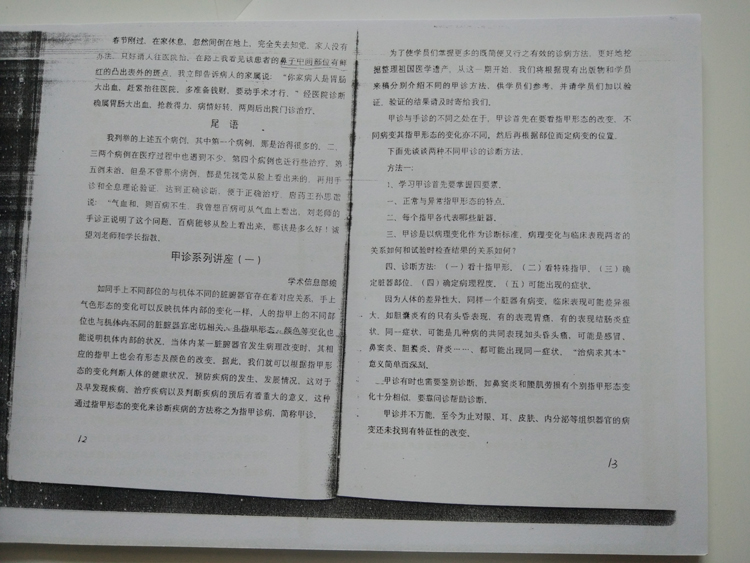 春节刚过，在家休息，忽然间倒在地上，完全失去知觉，家人没有
办法，只好请人往医院抬，在路上我看见该患者的鼻子中间部位有鲜
红的凸出表外的斑点，我立即告诉病人的家属说：“你家病人是胃肠
大出血，赶紧抬往医院，多准备钱财，要动手术才行。”经医院诊断
确属胃肠大出血，抢救得力，病情好转，两周后出院门诊治疗。
尾 语
我列举的上述五个病例，其中第一个病例，那是治得很多的，二、
三两个病例在医疗过程中也遇到不少，第四个病例也进行些治疗，第
五例未治，但是不管那个病例，都是凭视觉从脸上看出来的，再用手
诊和全息理论验证，达到正确诊断，便于正确治疗，唐药王孙思邈
说：“气血和，则百病不生，我曾想百病可从气血上看出，刘老师的
手诊正说明了这个问题，百病能够从脸上看出来，那该是多么好！诚
望刘老师和学长指教。
甲诊系列讲座（一）
学术信息部编
如同手上不同部位的与机体不同的脏腑器官存在着对应关系，手上
气色形态的变化可以反映机体内部的变化一样，人的指甲上的不同部
位也与机体内不同的脏腑器官密切相关，且指甲形态、颜色等变化也
能说明机体内部的状况，当体内某一脏腑器官发生病理改变时，其相
应的指甲上也会有形态及颜色的改变，据此，我们就可以根据指甲形
态的变化判断人体的健康状况，预防疾病的发生、发展情况，这对于
及早发现疾病、治疗疾病以及判断疾病的预后有着重大的意义，这种
通过指甲形态的变化来诊断疾病的方法称之为指甲诊病，简称甲诊。
12
为了使学员们掌握更多的既简便又行之有效的诊病方法，更好地挖
掘整理祖国医学遗产，从这一期开始，我们将根据现有出版物和学员
来稿分别介绍不同的甲诊方法，供学员们参考，并请学员们加以验
证，验证的结果请及时寄给我们。
甲诊与手诊的不同之处在于，甲诊首先在要看指甲形态的改变，不
同病变其指甲形态的变化亦不同，然后再根据部位而定病变的位置。
下面先谈谈两种不同甲诊的诊断方法。
方法一：
1、学习甲诊首先要掌握四要素。
一、正常与异常指甲形态的特点。
二、每个指甲各代表哪些脏器。
三、甲诊是以病理变化作为诊断标准，病理变化与临床表现两者的
关系如何和试验时检查结果的关系如何？
四、诊断方法：（一）看十指甲形、（二）看特殊指甲，（三）确
定脏器部位，（四）确定病理程度，（五）可能出现的症状。
因为人体的差异性大，同样一个脏器有病变，临床表现可能差异很
大，如胆囊炎有的只有头昏表现，有的表现胃痛，有的表现结肠炎症
状，同一症状，可能是几种病的共同表现如头昏头痛，可能是感冒、
鼻窦炎、胆囊炎、肾炎……，都可能出现同一症状，“治病求其本”
意义简单而深刻。
甲诊有时也需要鉴别诊断，如鼻窦炎和腰肌劳损有个别指甲形态变
化十分相似，要靠问诊帮助诊断。
甲诊并不万能，至今为止对眼、耳、皮肤、内分泌等组织器官的病
变还未找到有特征性的改变。
13